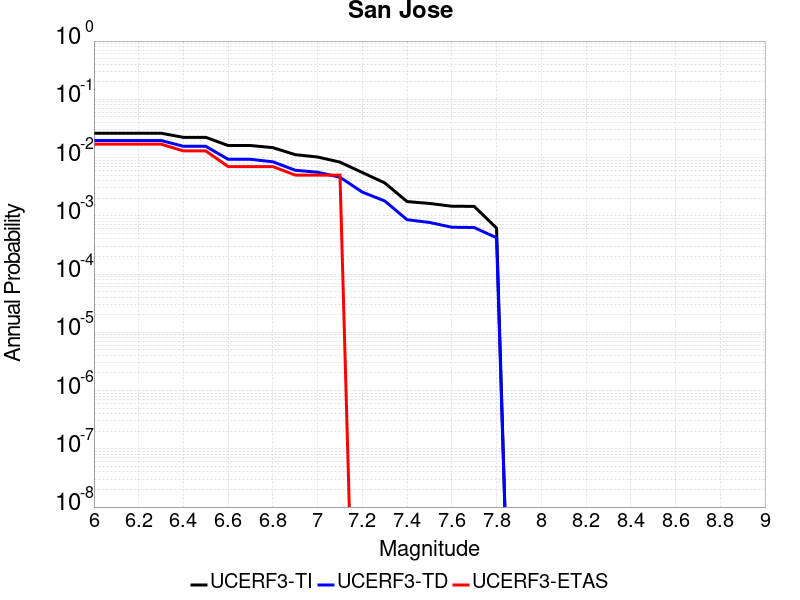 San Jose
10^0
10^-1
10^-2
10^-3
10^-4
10^-5
10^-6
10^-7
10^-8
Annual Probability
6 6.2 6.4 6.6 6.8 7 7.2 7.4 7.6 7.8 8 8.2 8.4 8.6 8.8 9
Magnitude
UCERF3-TI UCERF3-TD UCERF3-ETAS